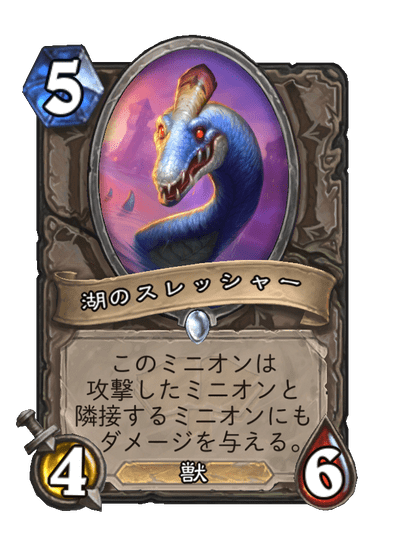 5
湖のスレッシャー
このミニオンは
攻撃したミニオンと
隣接するミニオンにも
ダメージを与える。
獣
4
6